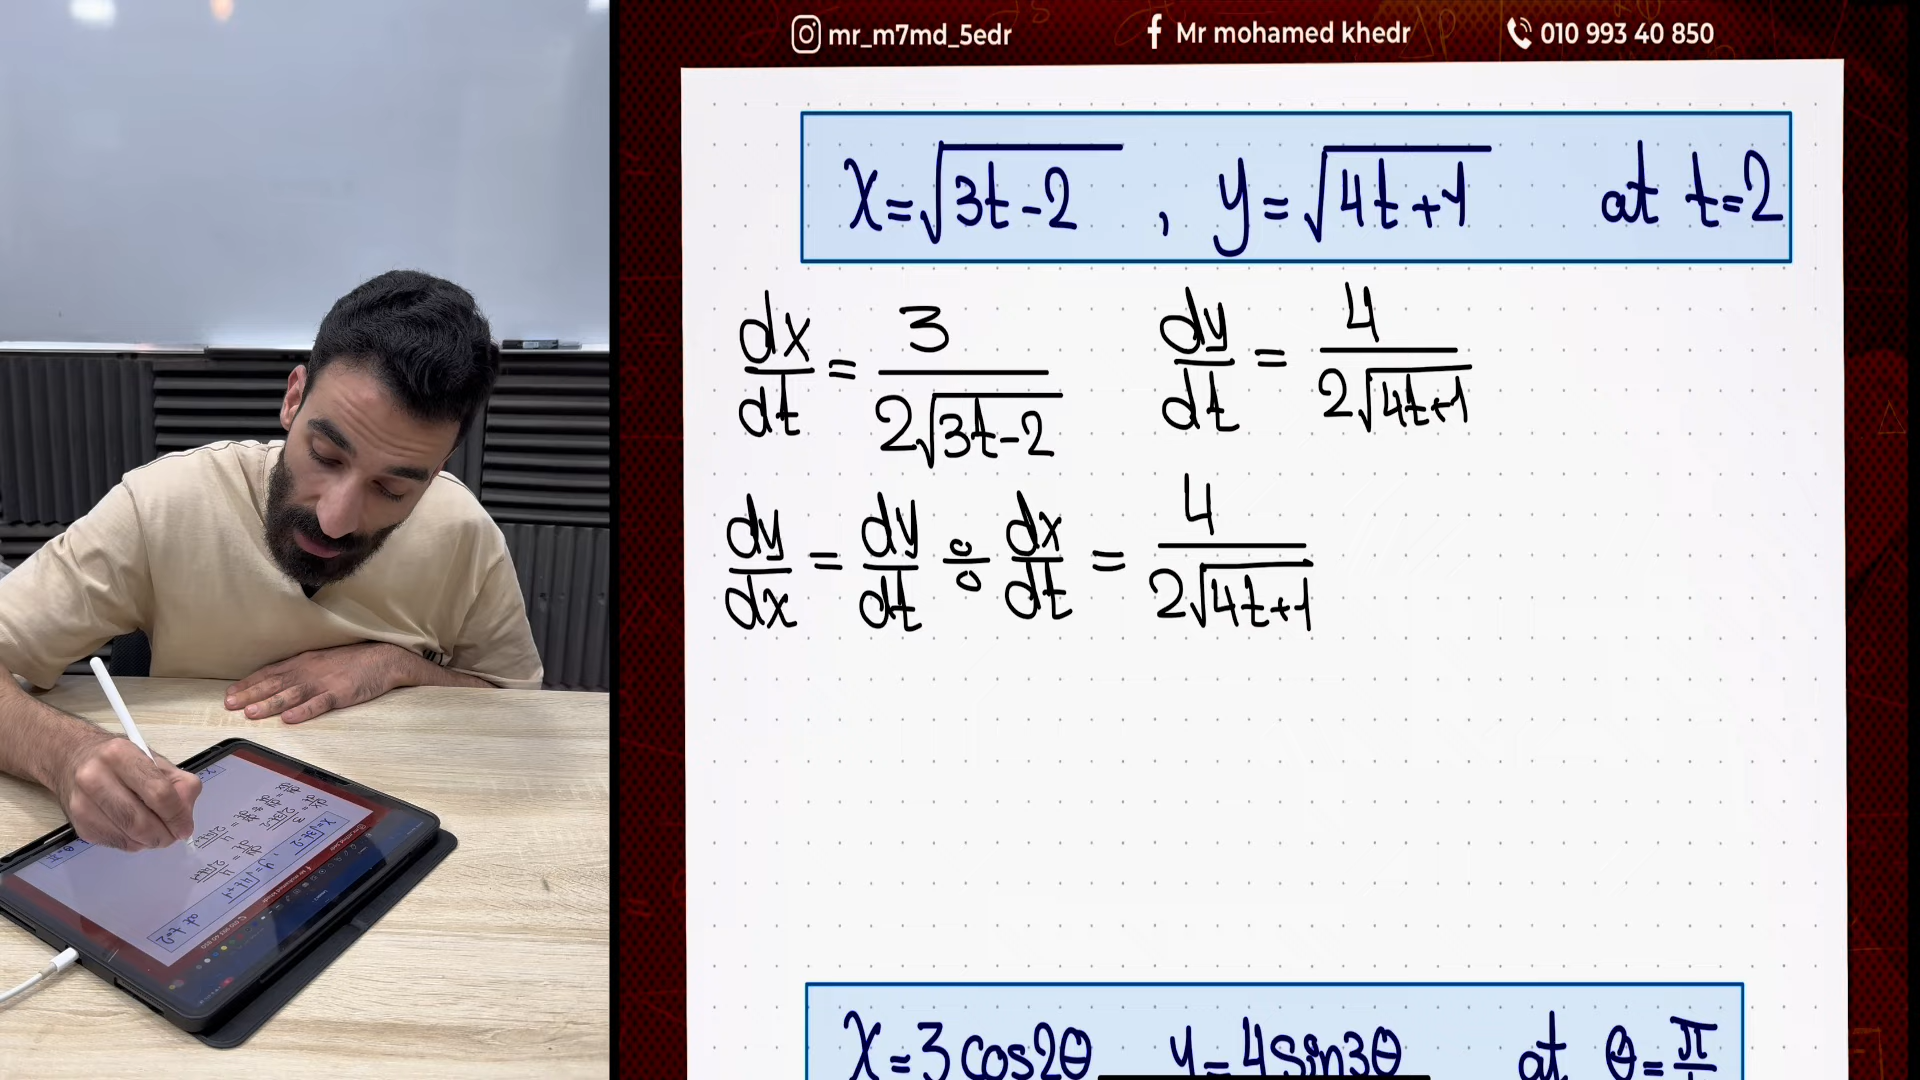 mr_m7md_5edr Mr mohamed khedr 010 993 40 850
x=√3t-2 , y=√4t+1 at t=2
dx/dt = 3/2√3t-2 dy/dt = 4/2√4t+1
dy/dx = dy/dt ÷ dx/dt = 4/2√4t+1
x=3cos2θ y=4sin3θ at θ=π